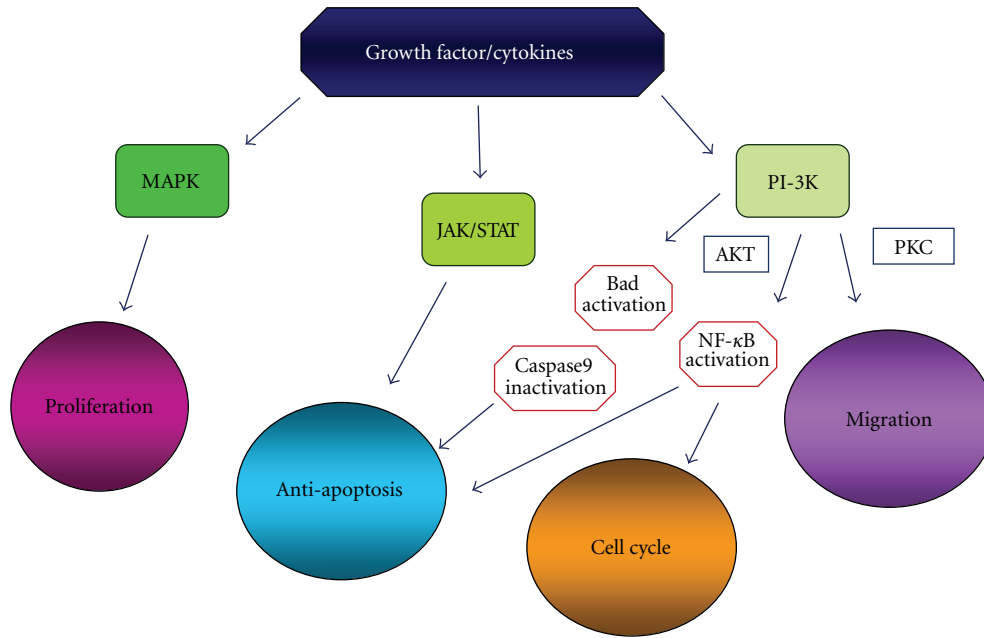 Growth factor/cytokines
MAPK
PI-3K
JAK/STAT
AKT
PKC
Bad
activation
NF-κB
activation
Caspase9
inactivation
Proliferation
Migration
Anti-apoptosis
Cell cycle